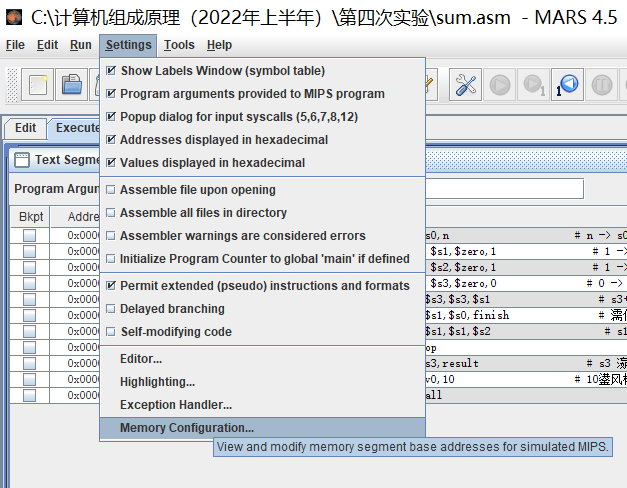 C:\计算机组成原理（2022年上半年）\第四次实验\sum.asm - MARS 4.5
File Edit Run Settings Tools Help
Show Labels Window (symbol table)
Program arguments provided to MIPS program
Popup dialog for input syscalls (5,6,7,8,12)
Addresses displayed in hexadecimal
Values displayed in hexadecimal
Assemble file upon opening
Assemble all files in directory
Assembler warnings are considered errors
Initialize Program Counter to global 'main' if defined
Permit extended (pseudo) instructions and formats
Delayed branching
Self-modifying code
Editor...
Highlighting...
Exception Handler...
Memory Configuration...
View and modify memory segment base addresses for simulated MIPS.
Edit Execute
Text Segme
Program Argum
Bkpt Addre
0x0000 s0,n # n -> s0
0x0000 $s1,$zero,1 # 1 ->
0x0000 $s2,$zero,1 # 1 ->
0x0000 $s3,$zero,0 # 0 ->
0x0000 $s3,$s3,$s1 # s3+
0x0000 $s1,$s0,finish #
0x0000 $s1,$s1,$s2 # s1
0x0000 op
0x0000 s3,result # s3
0x0000 v0,10 # 10
0x0000 all